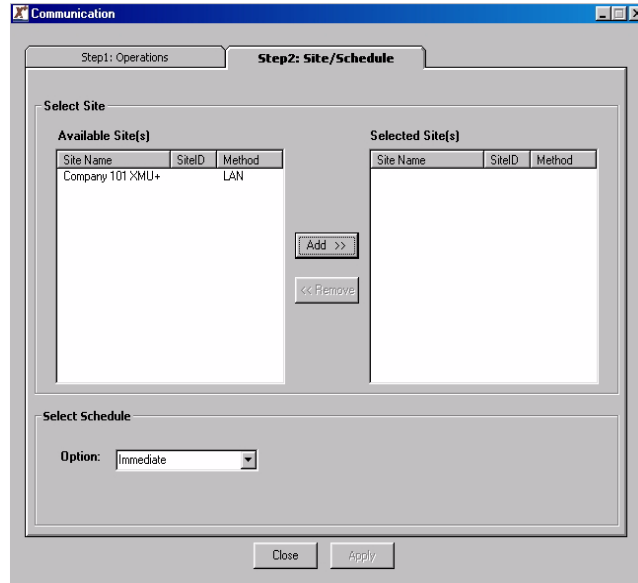 Communication
Step1: Operations Step2: Site/Schedule
Select Site
Available Site(s) Selected Site(s)
Site Name SiteID Method Site Name SiteID Method
Company 101 XMU+ LAN
Add >>
<< Remove
Select Schedule
Option: Immediate
Close Apply